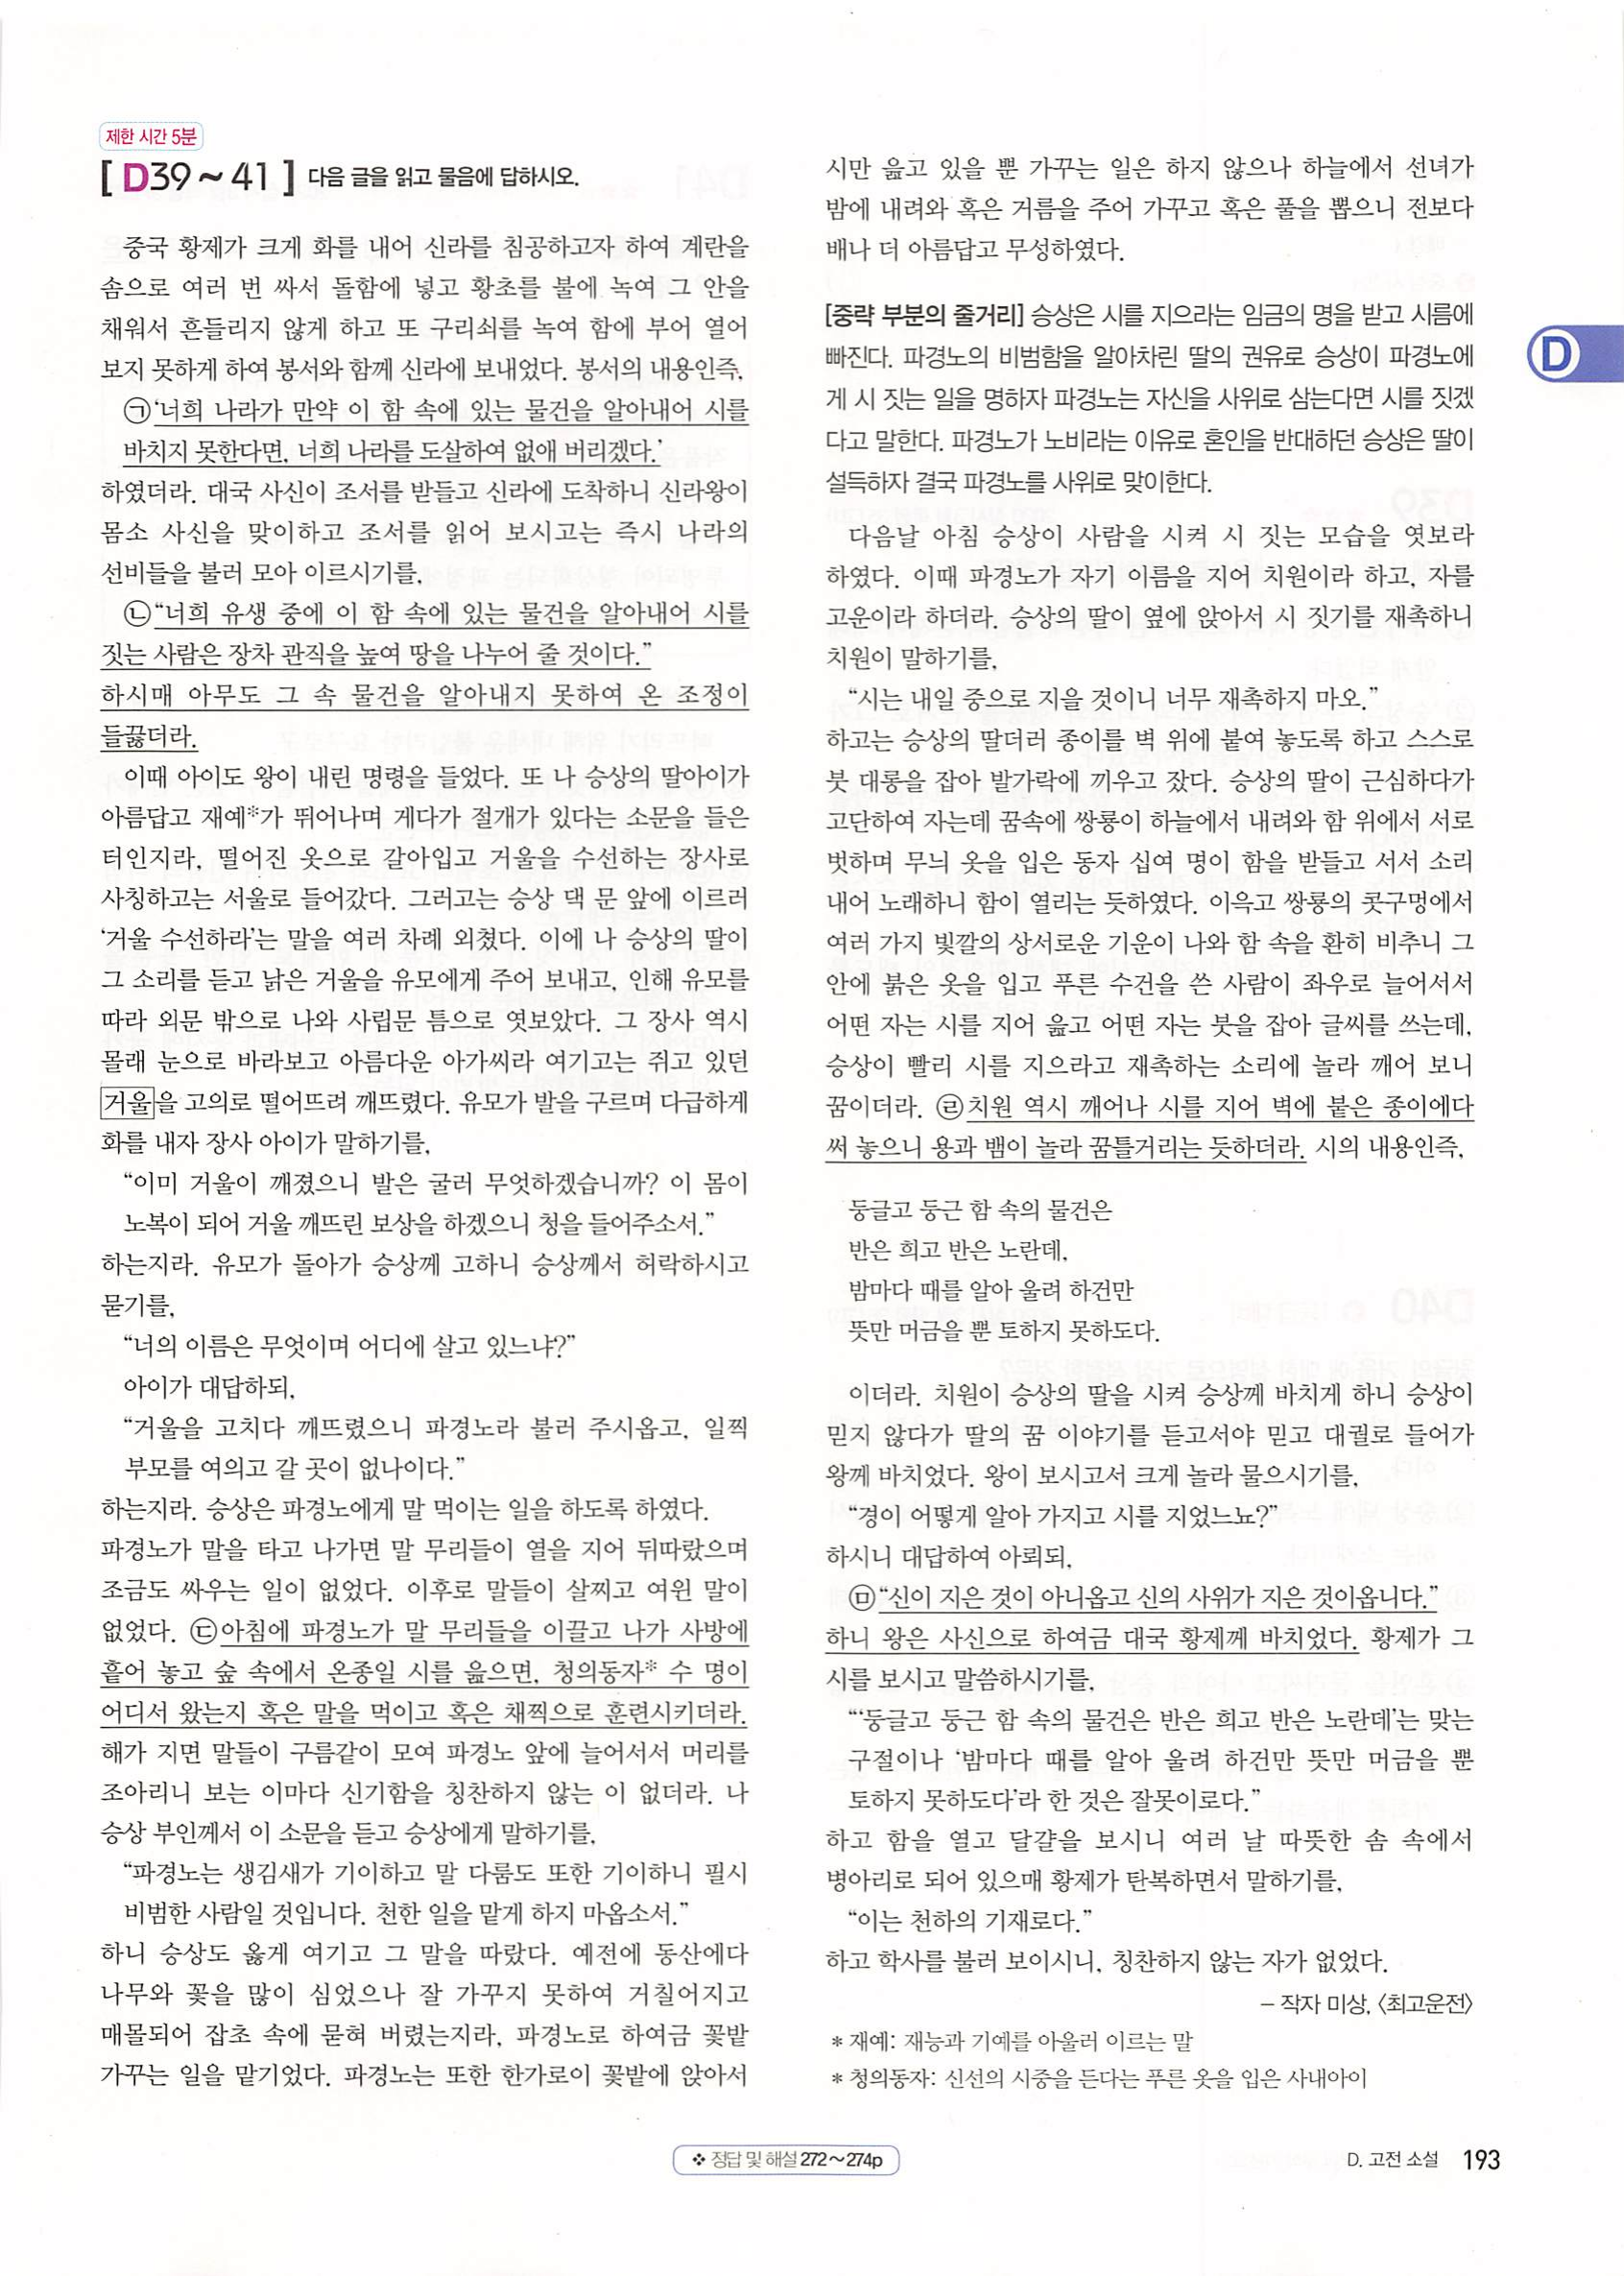 제한 시간 5분
[ D39~41 ] 다음 글을 읽고 물음에 답하시오.
중국 황제가 크게 화를 내어 신라를 침공하고자 하여 계란을
솜으로 여러 번 싸서 돌함에 넣고 황초를 불에 녹여 그 안을
채워서 흔들리지 않게 하고 또 구리쇠를 녹여 함에 부어 열어
보지 못하게 하여 봉서와 함께 신라에 보내었다. 봉서의 내용인즉,
㉠‘너희 나라가 만약 이 함 속에 있는 물건을 알아내어 시를
바치지 못한다면, 너희 나라를 도살하여 없애 버리겠다.’
하였더라. 대국 사신이 조서를 받들고 신라에 도착하니 신라왕이
몸소 사신을 맞이하고 조서를 읽어 보시고는 즉시 나라의
선비들을 불러 모아 이르시기를,
㉡“너희 유생 중에 이 함 속에 있는 물건을 알아내어 시를
짓는 사람은 장차 관직을 높여 땅을 나누어 줄 것이다.”
하시매 아무도 그 속 물건을 알아내지 못하여 온 조정이
들끓더라.
이때 아이도 왕이 내린 명령을 들었다. 또 나 승상의 딸아이가
아름답고 재예*가 뛰어나며 게다가 절개가 있다는 소문을 들은
터인지라, 떨어진 옷으로 갈아입고 거울을 수선하는 장사로
사칭하고는 서울로 들어갔다. 그러고는 승상 댁 문 앞에 이르러
‘거울 수선하라’는 말을 여러 차례 외쳤다. 이에 나 승상의 딸이
그 소리를 듣고 낡은 거울을 유모에게 주어 보내고, 인해 유모를
따라 외문 밖으로 나와 사립문 틈으로 엿보았다. 그 장사 역시
몰래 눈으로 바라보고 아름다운 아가씨라 여기고는 쥐고 있던
거울을 고의로 떨어뜨려 깨뜨렸다. 유모가 발을 구르며 다급하게
화를 내자 장사 아이가 말하기를,
“이미 거울이 깨졌으니 발은 굴러 무엇하겠습니까? 이 몸이
노복이 되어 거울 깨뜨린 보상을 하겠으니 청을 들어주소서.”
하는지라. 유모가 돌아가 승상께 고하니 승상께서 허락하시고
묻기를,
“너의 이름은 무엇이며 어디에 살고 있느냐?”
아이가 대답하되,
“거울을 고치다 깨뜨렸으니 파경노라 불러 주시옵고, 일찍
부모를 여의고 갈 곳이 없나이다.”
하는지라. 승상은 파경노에게 말 먹이는 일을 하도록 하였다.
파경노가 말을 타고 나가면 말 무리들이 열을 지어 뒤따랐으며
조금도 싸우는 일이 없었다. 이후로 말들이 살찌고 여윈 말이
없었다. ㉢아침에 파경노가 말 무리들을 이끌고 나가 사방에
흩어 놓고 숲 속에서 온종일 시를 읊으면, 청의동자* 수 명이
어디서 왔는지 혹은 말을 먹이고 혹은 채찍으로 훈련시키더라.
해가 지면 말들이 구름같이 모여 파경노 앞에 늘어서서 머리를
조아리니 보는 이마다 신기함을 칭찬하지 않는 이 없더라. 나
승상 부인께서 이 소문을 듣고 승상에게 말하기를,
“파경노는 생김새가 기이하고 말 다룸도 또한 기이하니 필시
비범한 사람일 것입니다. 천한 일을 맡게 하지 마옵소서.”
하니 승상도 옳게 여기고 그 말을 따랐다. 예전에 동산에다
나무와 꽃을 많이 심었으나 잘 가꾸지 못하여 거칠어지고
매몰되어 잡초 속에 묻혀 버렸는지라, 파경노로 하여금 꽃밭
가꾸는 일을 맡기었다. 파경노는 또한 한가로이 꽃밭에 앉아서
시만 읊고 있을 뿐 가꾸는 일은 하지 않으나 하늘에서 선녀가
밤에 내려와 혹은 거름을 주어 가꾸고 혹은 풀을 뽑으니 전보다
배나 더 아름답고 무성하였다.
[중략 부분의 줄거리] 승상은 시를 지으라는 임금의 명을 받고 시름에
빠진다. 파경노의 비범함을 알아차린 딸의 권유로 승상이 파경노에
게 시 짓는 일을 명하자 파경노는 자신을 사위로 삼는다면 시를 짓겠
다고 말한다. 파경노가 노비라는 이유로 혼인을 반대하던 승상은 딸이
설득하자 결국 파경노를 사위로 맞이한다.
다음날 아침 승상이 사람을 시켜 시 짓는 모습을 엿보라
하였다. 이때 파경노가 자기 이름을 지어 치원이라 하고, 자를
고운이라 하더라. 승상의 딸이 옆에 앉아서 시 짓기를 재촉하니
치원이 말하기를,
“시는 내일 중으로 지을 것이니 너무 재촉하지 마오.”
하고는 승상의 딸더러 종이를 벽 위에 붙여 놓도록 하고 스스로
붓 대롱을 잡아 발가락에 끼우고 잤다. 승상의 딸이 근심하다가
고단하여 자는데 꿈속에 쌍룡이 하늘에서 내려와 함 위에서 서로
벗하며 무늬 옷을 입은 동자 십여 명이 함을 받들고 서서 소리
내어 노래하니 함이 열리는 듯하였다. 이윽고 쌍룡의 콧구멍에서
여러 가지 빛깔의 상서로운 기운이 나와 함 속을 환히 비추니 그
안에 붉은 옷을 입고 푸른 수건을 쓴 사람이 좌우로 늘어서서
어떤 자는 시를 지어 읊고 어떤 자는 붓을 잡아 글씨를 쓰는데,
승상이 빨리 시를 지으라고 재촉하는 소리에 놀라 깨어 보니
꿈이더라. ㉣치원 역시 깨어나 시를 지어 벽에 붙은 종이에다
써 놓으니 용과 뱀이 놀라 꿈틀거리는 듯하더라. 시의 내용인즉,
둥글고 둥근 함 속의 물건은
반은 희고 반은 노란데,
밤마다 때를 알아 울려 하건만
뜻만 머금을 뿐 토하지 못하도다.
이더라. 치원이 승상의 딸을 시켜 승상께 바치게 하니 승상이
믿지 않다가 딸의 꿈 이야기를 듣고서야 믿고 대궐로 들어가
왕께 바치었다. 왕이 보시고서 크게 놀라 물으시기를,
“경이 어떻게 알아 가지고 시를 지었느뇨?”
하시니 대답하여 아뢰되,
㉤“신이 지은 것이 아니옵고 신의 사위가 지은 것이옵니다.”
하니 왕은 사신으로 하여금 대국 황제께 바치었다. 황제가 그
시를 보시고 말씀하시기를,
“‘둥글고 둥근 함 속의 물건은 반은 희고 반은 노란데’는 맞는
구절이나 ‘밤마다 때를 알아 울려 하건만 뜻만 머금을 뿐
토하지 못하도다’라 한 것은 잘못이로다.”
하고 함을 열고 달걀을 보시니 여러 날 따뜻한 솜 속에서
병아리로 되어 있으매 황제가 탄복하면서 말하기를,
“이는 천하의 기재로다.”
하고 학사를 불러 보이시니, 칭찬하지 않는 자가 없었다.
– 작자 미상, 〈최고운전〉
* 재예: 재능과 기예를 아울러 이르는 말
* 청의동자: 신선의 시중을 든다는 푸른 옷을 입은 사내아이
D
❖ 정답 및 해설 272~274p
D. 고전 소설 193